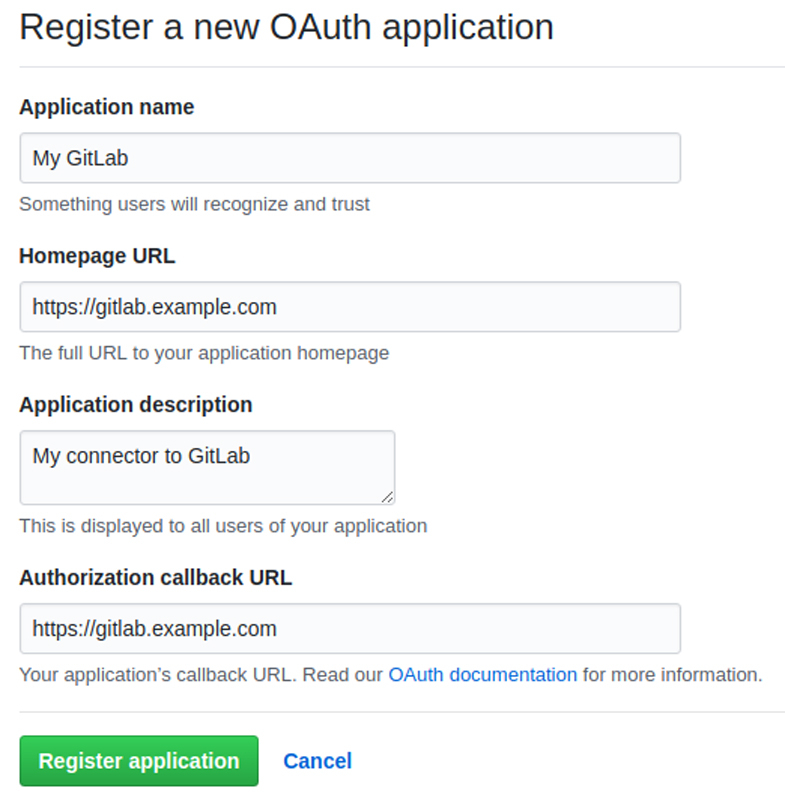 Register a new OAuth application
Application name
My GitLab
Something users will recognize and trust
Homepage URL
https://gitlab.example.com
The full URL to your application homepage
Application description
My connector to GitLab
This is displayed to all users of your application
Authorization callback URL
https://gitlab.example.com
Your application’s callback URL. Read our OAuth documentation for more information.
Register application Cancel